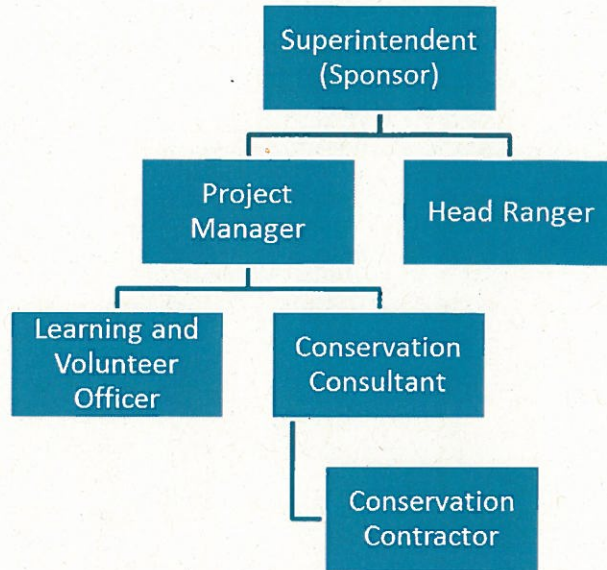 Superintendent
(Sponsor)
Project
Manager
Head Ranger
Learning and
Volunteer
Officer
Conservation
Consultant
Conservation
Contractor